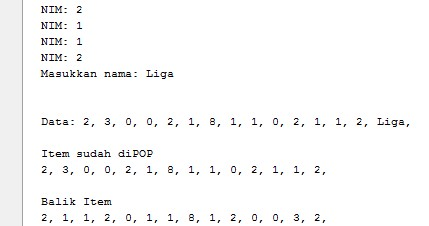 NIM: 2
NIM: 1
NIM: 1
NIM: 2
Masukkan nama: Liga
Data: 2, 3, 0, 0, 2, 1, 8, 1, 1, 0, 2, 1, 1, 2, Liga,
Item sudah diPOP
2, 3, 0, 0, 2, 1, 8, 1, 1, 0, 2, 1, 1, 2,
Balik Item
2, 1, 1, 2, 0, 1, 1, 8, 1, 2, 0, 0, 3, 2,